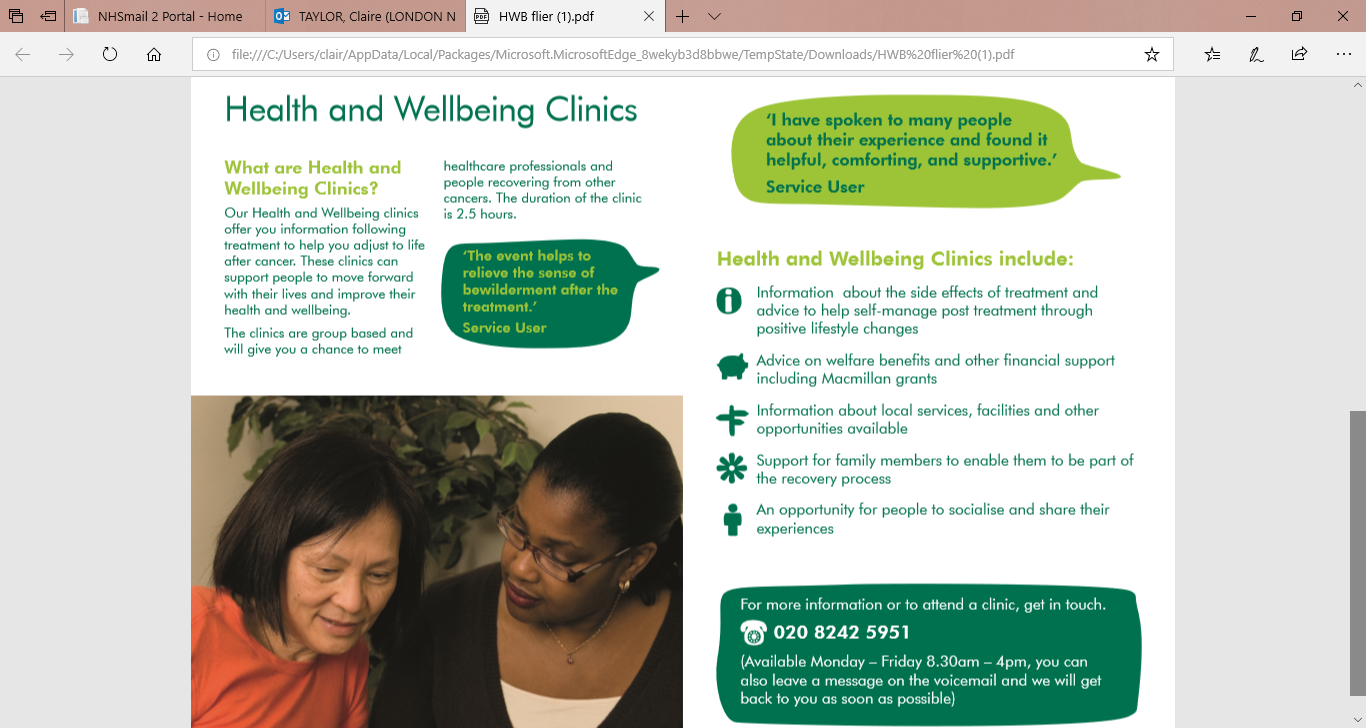 NHSmail 2 Portal - Home
TAYLOR, Claire (LONDON N
PDF
HWB flier (1).pdf
file:///C:/Users/clair/AppData/Local/Packages/Microsoft.MicrosoftEdge_8wekyb3d8bbwe/TempState/Downloads/HWB%20flier%20(1).pdf
Health and Wellbeing Clinics
What are Health and
Wellbeing Clinics?
Our Health and Wellbeing clinics
offer you information following
treatment to help you adjust to life
after cancer. These clinics can
support people to move forward
with their lives and improve their
health and wellbeing.
The clinics are group based and
will give you a chance to meet
healthcare professionals and
people recovering from other
cancers. The duration of the clinic
is 2.5 hours.
‘The event helps to
relieve the sense of
bewilderment after the
treatment.’
Service User
‘I have spoken to many people
about their experience and found it
helpful, comforting, and supportive.’
Service User
Health and Wellbeing Clinics include:
Information about the side effects of treatment and
advice to help self-manage post treatment through
positive lifestyle changes
Advice on welfare benefits and other financial support
including Macmillan grants
Information about local services, facilities and other
opportunities available
Support for family members to enable them to be part of
the recovery process
An opportunity for people to socialise and share their
experiences
For more information or to attend a clinic, get in touch.
020 8242 5951
(Available Monday – Friday 8.30am – 4pm, you can
also leave a message on the voicemail and we will get
back to you as soon as possible)